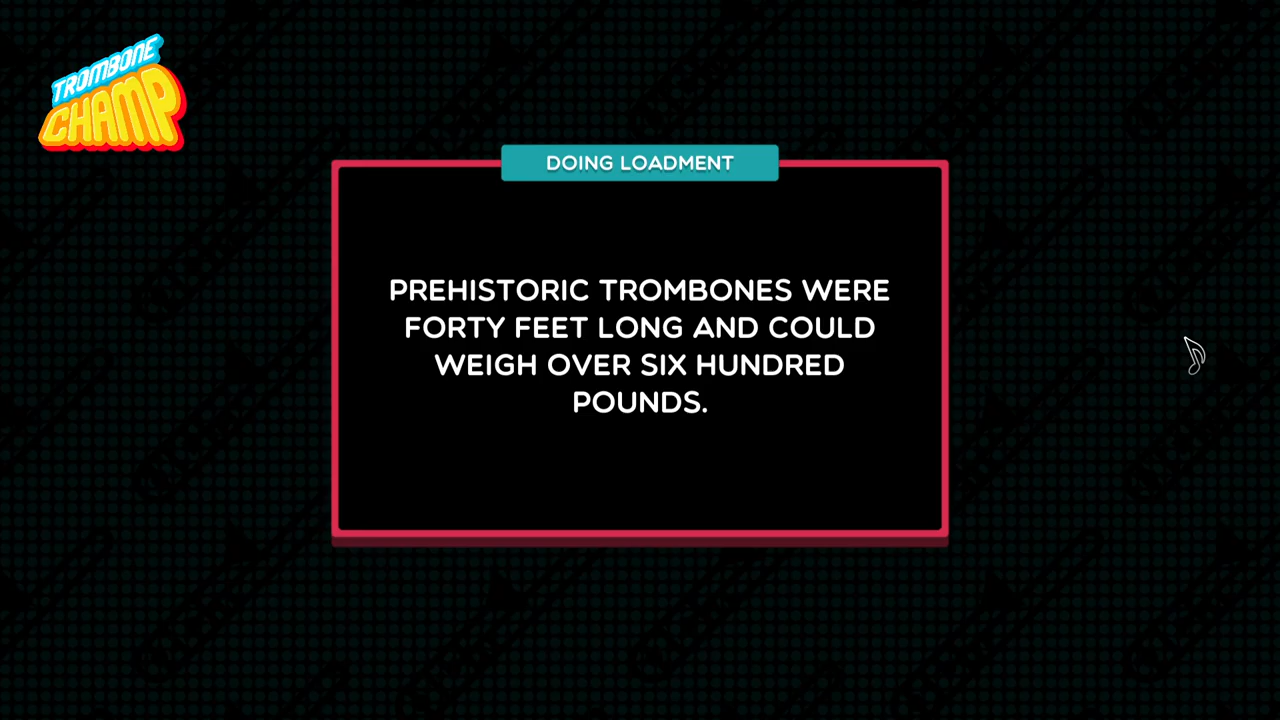 TROMBONE
CHAMP
DOING LOADMENT
PREHISTORIC TROMBONES WERE
FORTY FEET LONG AND COULD
WEIGH OVER SIX HUNDRED
POUNDS.